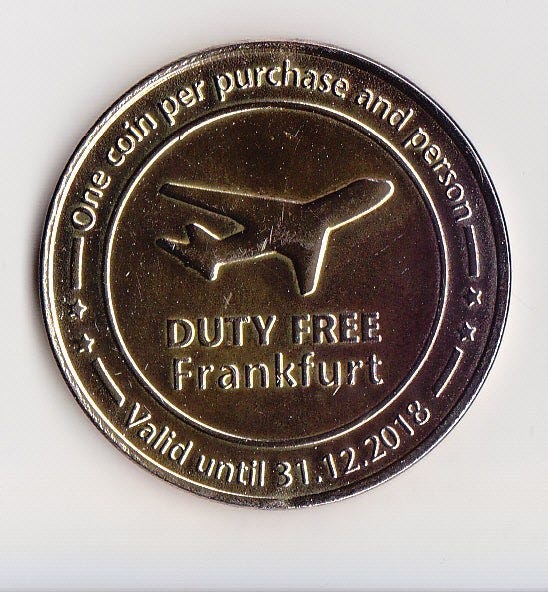 One coin per purchase and person
DUTY FREE
Frankfurt
Valid until 31.12.2018